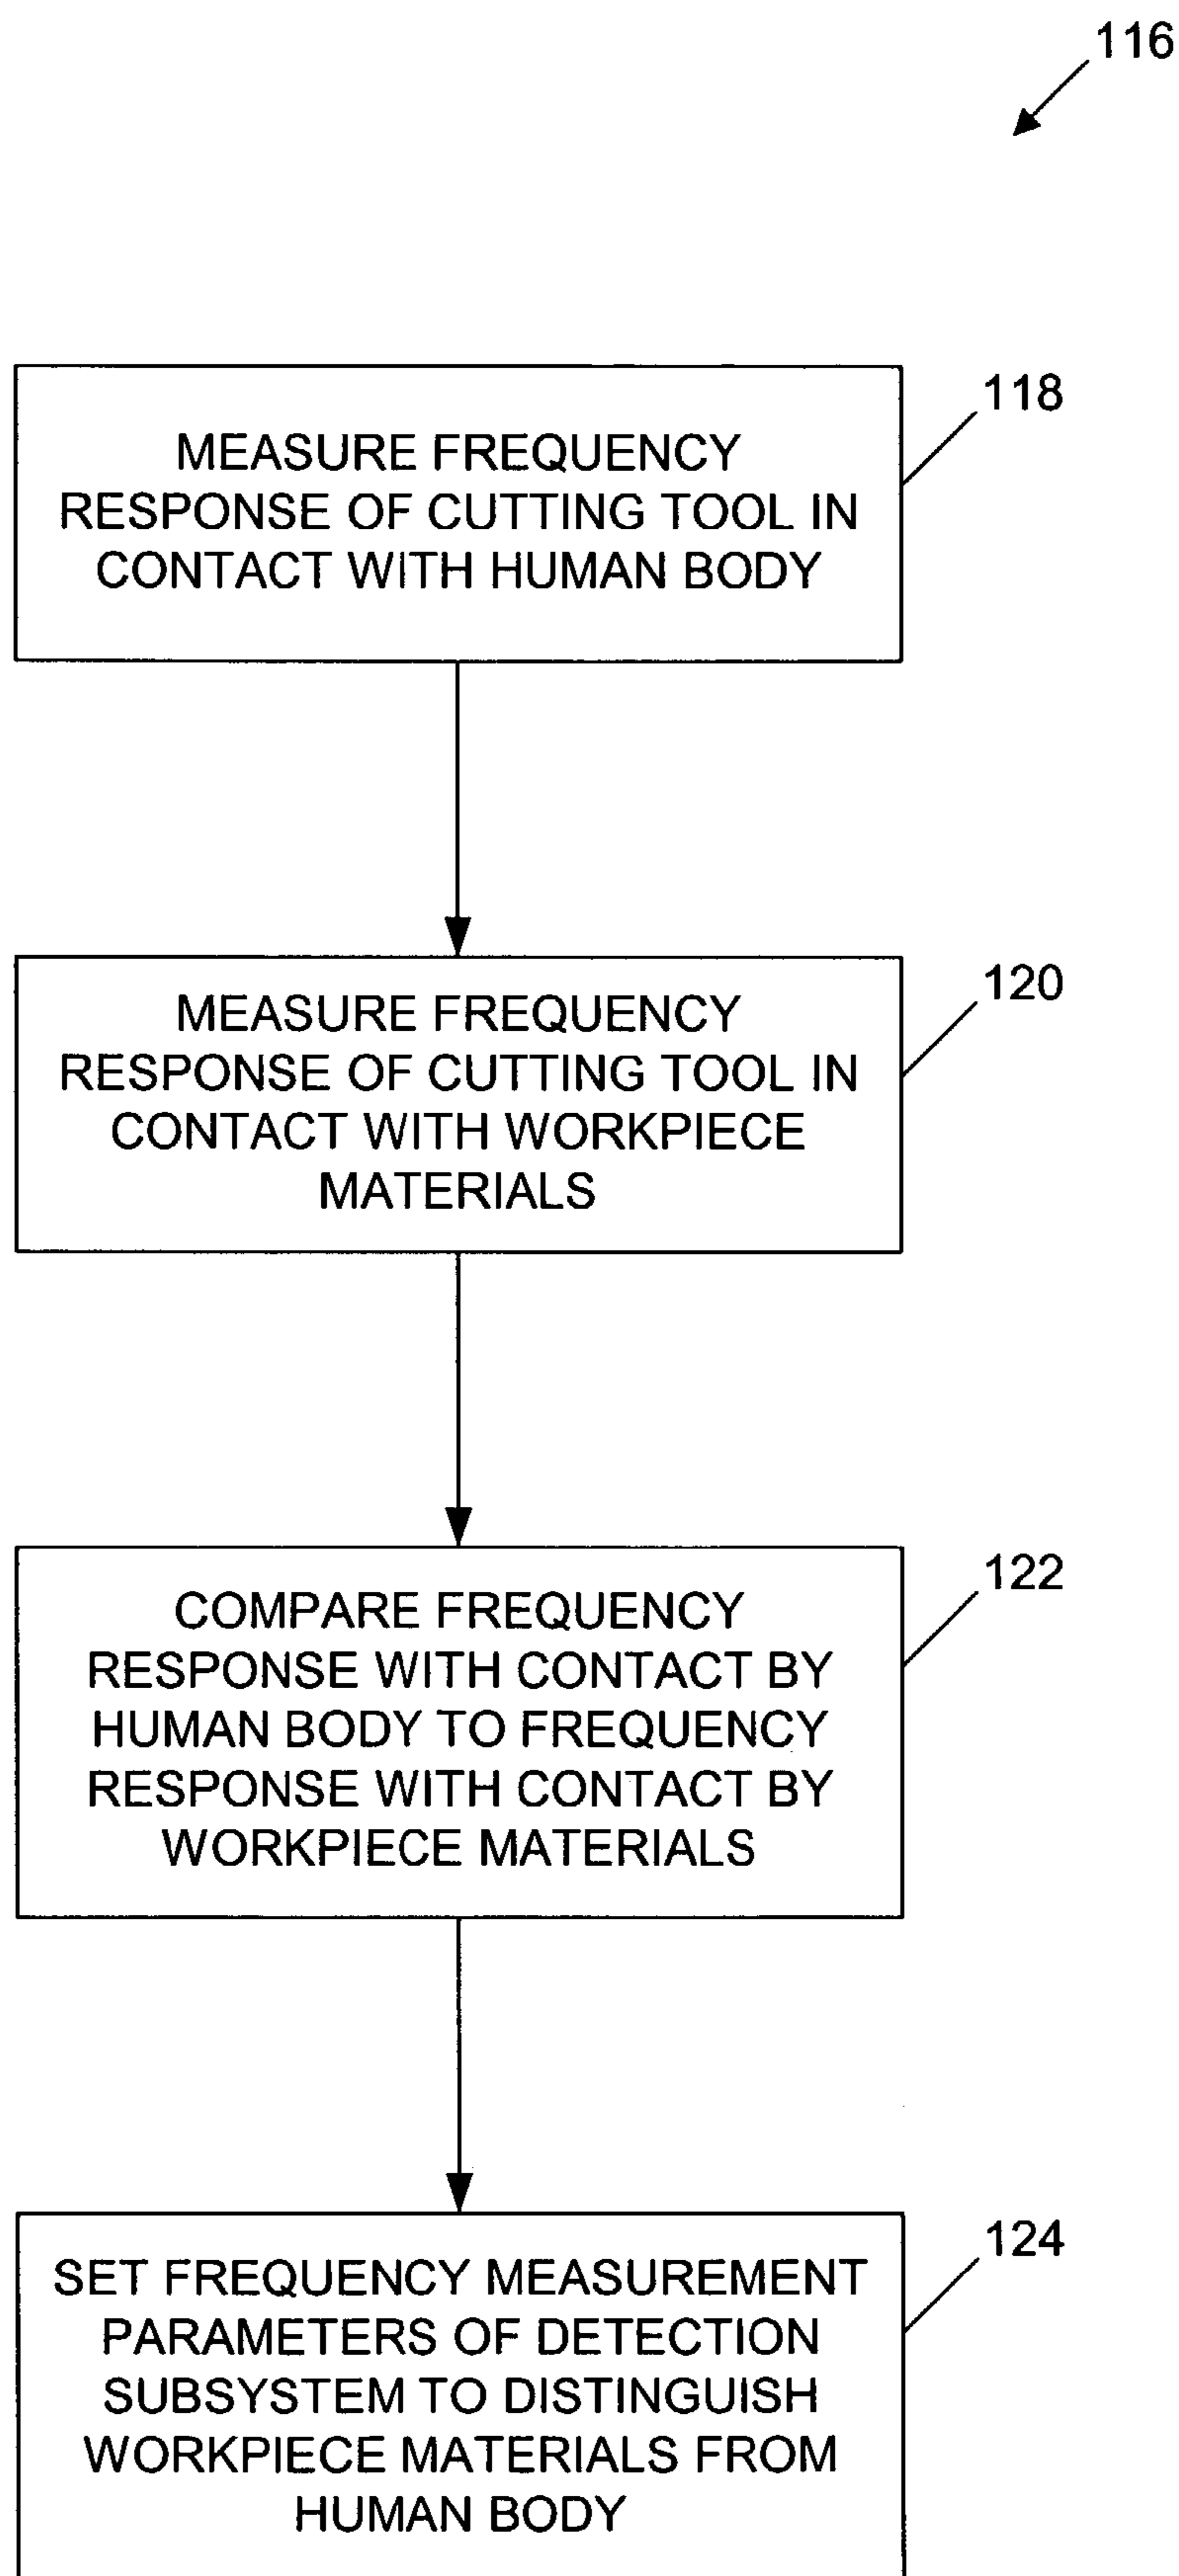 116
118
MEASURE FREQUENCY
RESPONSE OF CUTTING TOOL IN
CONTACT WITH HUMAN BODY
120
MEASURE FREQUENCY
RESPONSE OF CUTTING TOOL IN
CONTACT WITH WORKPIECE
MATERIALS
122
COMPARE FREQUENCY
RESPONSE WITH CONTACT BY
HUMAN BODY TO FREQUENCY
RESPONSE WITH CONTACT BY
WORKPIECE MATERIALS
124
SET FREQUENCY MEASUREMENT
PARAMETERS OF DETECTION
SUBSYSTEM TO DISTINGUISH
WORKPIECE MATERIALS FROM
HUMAN BODY